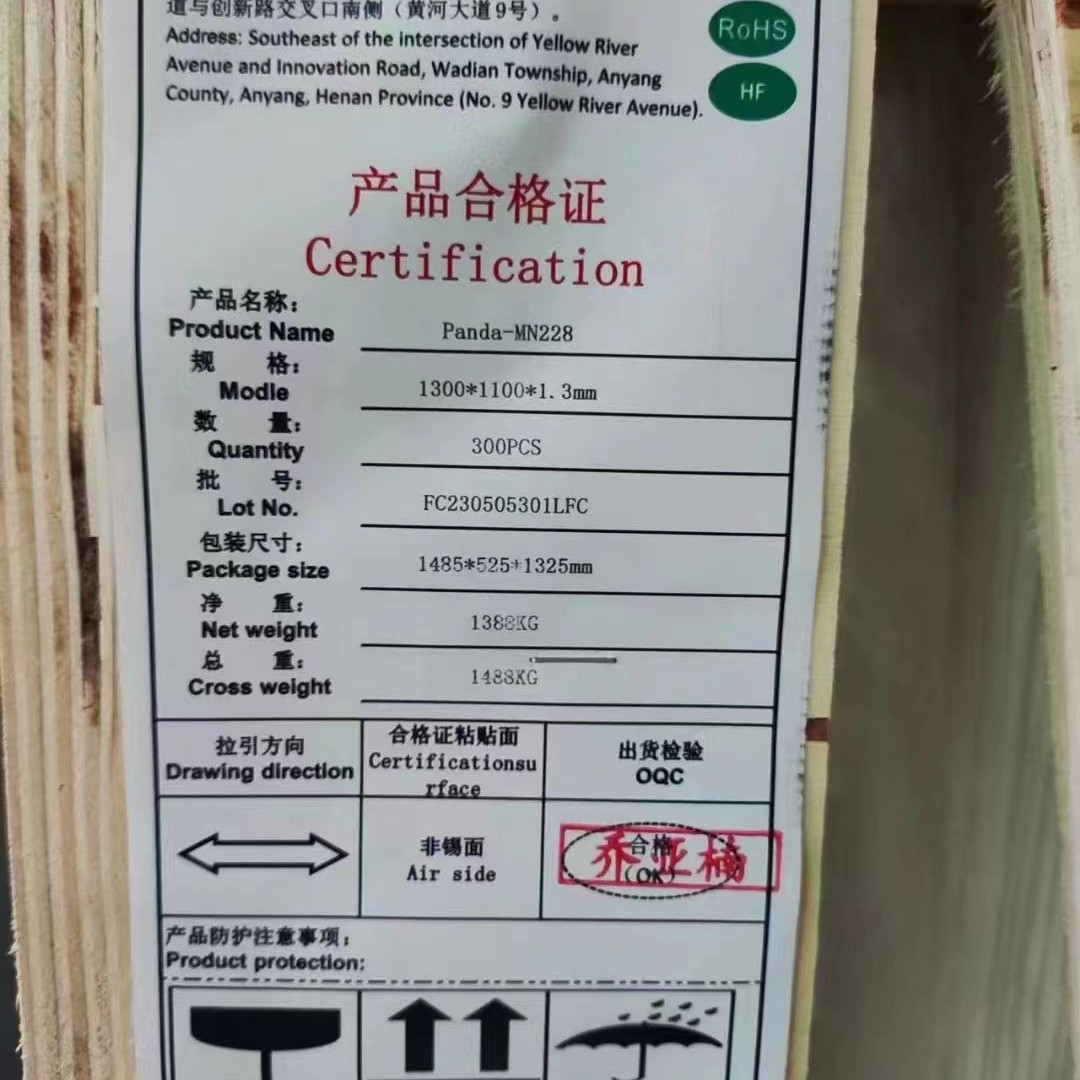 道与创新路交叉口南侧（黄河大道9号）。
Address: Southeast of the intersection of Yellow River
Avenue and Innovation Road, Wadian Township, Anyang
County, Anyang, Henan Province (No. 9 Yellow River Avenue).
RoHS
HF
产品合格证
Certification
产品名称：
Product Name Panda-MN228
规 格：
Modle 1300*1100*1.3mm
数 量：
Quantity 300PCS
批 号：
Lot No. FC230505301LFC
包装尺寸：
Package size 1485*525*1325mm
净 重：
Net weight 1388KG
总 重：
Cross weight 1488KG
拉引方向
Drawing direction
合格证粘贴面
Certificationsu
rface
出货检验
OQC
非锡面
Air side
合格
(OK)
乔亚楠
产品防护注意事项：
Product protection: